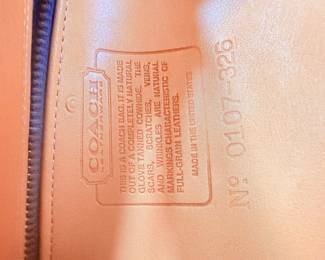 COACH
LEATHERWARE
THIS IS A COACH BAG. IT IS MADE
OUT OF A COMPLETELY NATURAL
GLOVE TANNED COWHIDE. THE
SCARS, SCRATCHES, VEINS,
AND WRINKLES ARE NATURAL
MARKINGS CHARACTERISTIC OF
FULL-GRAIN LEATHERS.
MADE IN THE UNITED STATES
No 0107-326